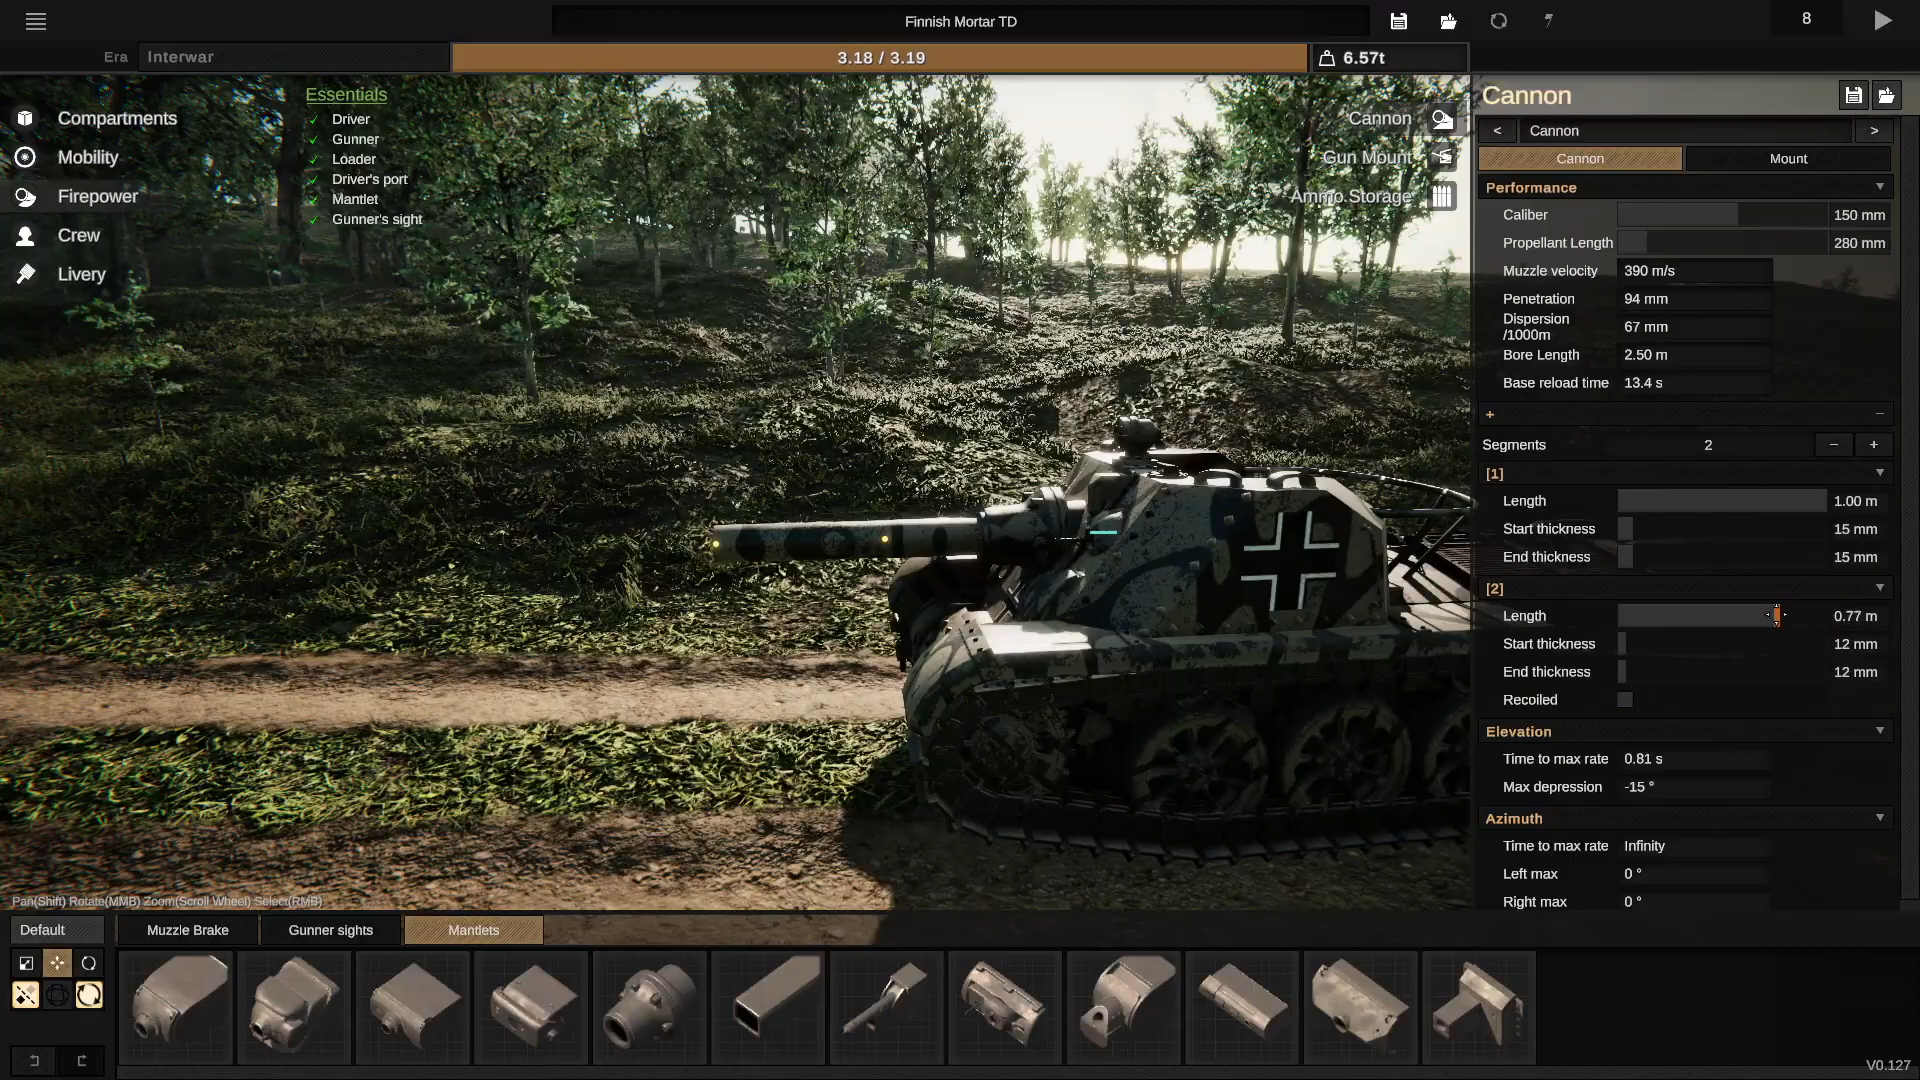 Finnish Mortar TD
8
Era
Interwar
3.18 / 3.19
6.57t
Compartments
Mobility
Firepower
Crew
Livery
Essentials
✓ Driver
✓ Gunner
✓ Loader
✓ Driver's port
✓ Mantlet
✓ Gunner's sight
Cannon
Gun Mount
Ammo Storage
Cannon
< Cannon >
Cannon Mount
Performance
Caliber 150 mm
Propellant Length 280 mm
Muzzle velocity 390 m/s
Penetration 94 mm
Dispersion
/1000m 67 mm
Bore Length 2.50 m
Base reload time 13.4 s
+ −
Segments 2 − +
[1]
Length 1.00 m
Start thickness 15 mm
End thickness 15 mm
[2]
Length 0.77 m
Start thickness 12 mm
End thickness 12 mm
Recoiled
Elevation
Time to max rate 0.81 s
Max depression -15 °
Azimuth
Time to max rate Infinity
Left max 0 °
Right max 0 °
Pan(Shift) Rotate(MMB) Zoom(Scroll Wheel) Select(RMB)
Default
Muzzle Brake
Gunner sights
Mantlets
V0.127